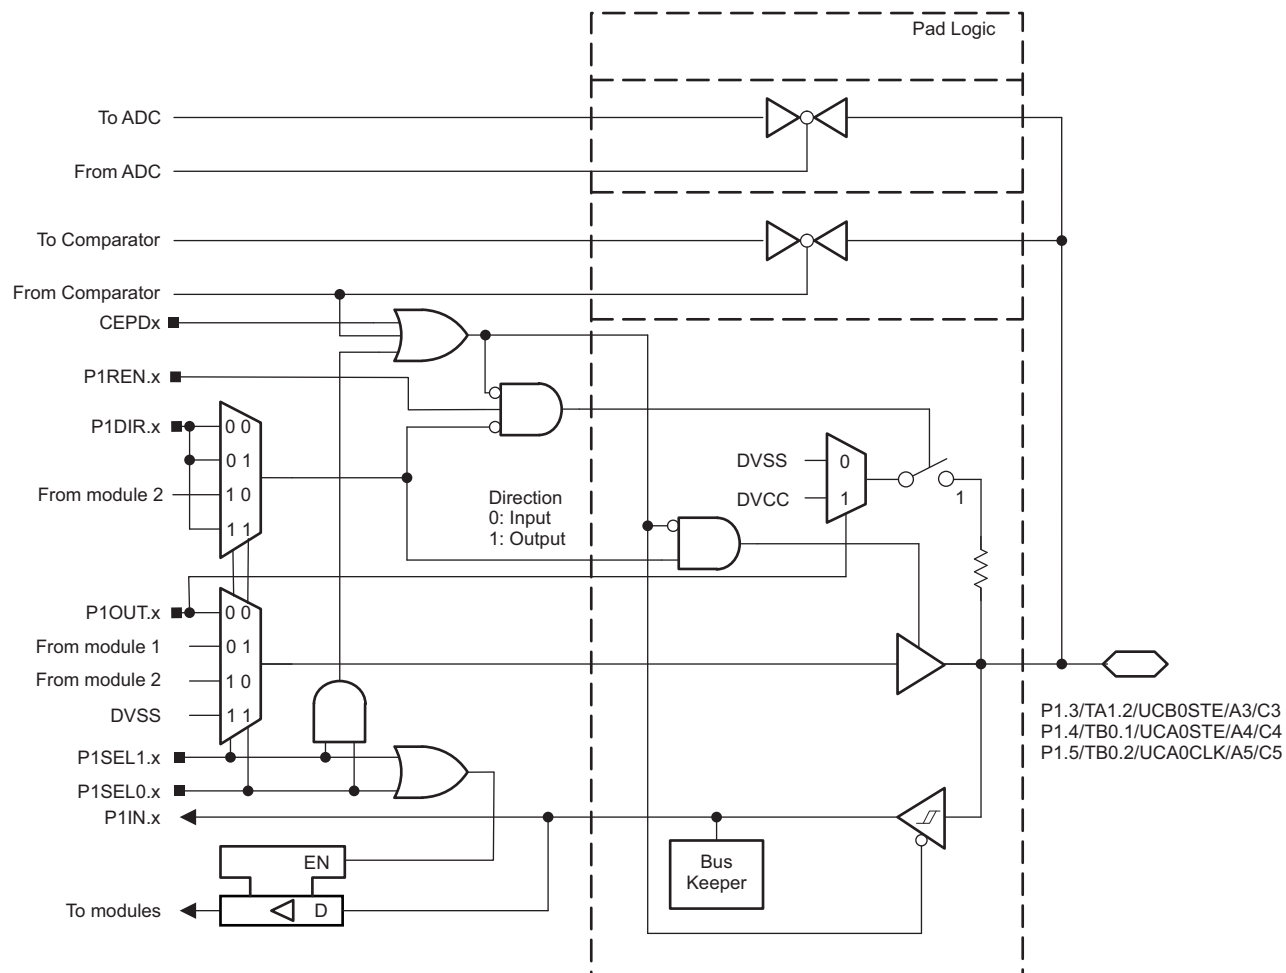 Pad Logic
To ADC
From ADC
To Comparator
From Comparator
CEPDx
P1REN.x
P1DIR.x
0 0
0 1
From module 2
1 0
1 1
Direction
0: Input
1: Output
DVSS
0
DVCC
1
1
P1OUT.x
0 0
From module 1
0 1
From module 2
1 0
DVSS
1 1
P1SEL1.x
P1SEL0.x
P1IN.x
P1.3/TA1.2/UCB0STE/A3/C3
P1.4/TB0.1/UCA0STE/A4/C4
P1.5/TB0.2/UCA0CLK/A5/C5
Bus
Keeper
EN
To modules
D